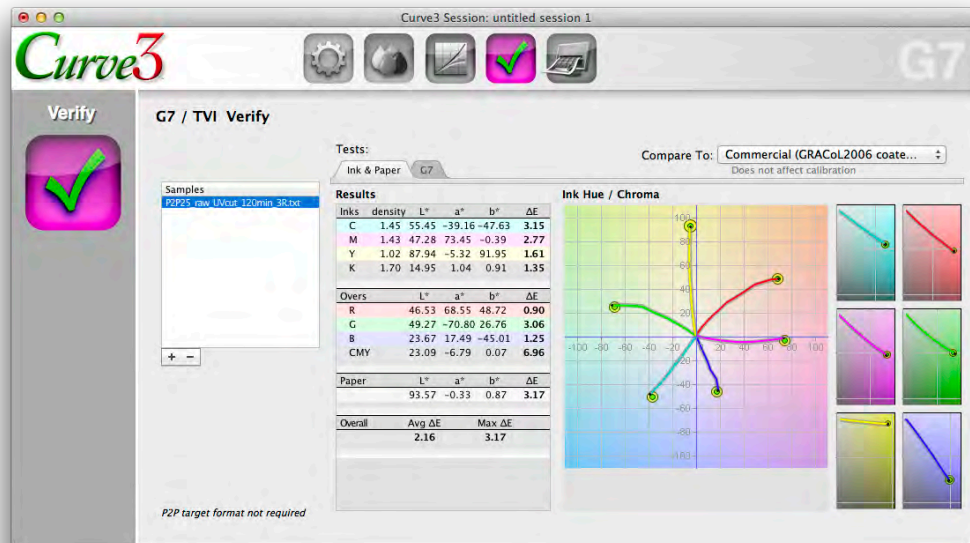 Curve3 Session: untitled session 1
Curve3
G7
Verify
G7 / TVI Verify
Tests:
Ink & Paper G7
Compare To: Commercial (GRACoL2006 coate...
Does not affect calibration
Samples
P2P25_raw_UVcut_120min_3R.txt
+ −
Results
Inks density L* a* b* ΔE
C 1.45 55.45 −39.16 −47.63 3.15
M 1.43 47.28 73.45 −0.39 2.77
Y 1.02 87.94 −5.32 91.95 1.61
K 1.70 14.95 1.04 0.91 1.35
Overs L* a* b* ΔE
R 46.53 68.55 48.72 0.90
G 49.27 −70.80 26.76 3.06
B 23.67 17.49 −45.01 1.25
CMY 23.09 −6.79 0.07 6.96
Paper L* a* b* ΔE
93.57 −0.33 0.87 3.17
Overall Avg ΔE Max ΔE
2.16 3.17
Ink Hue / Chroma
100
80
60
40
20
-100 -80 -60 -40 -20 20 40 60 80 100
-40
-60
-80
-100
P2P target format not required